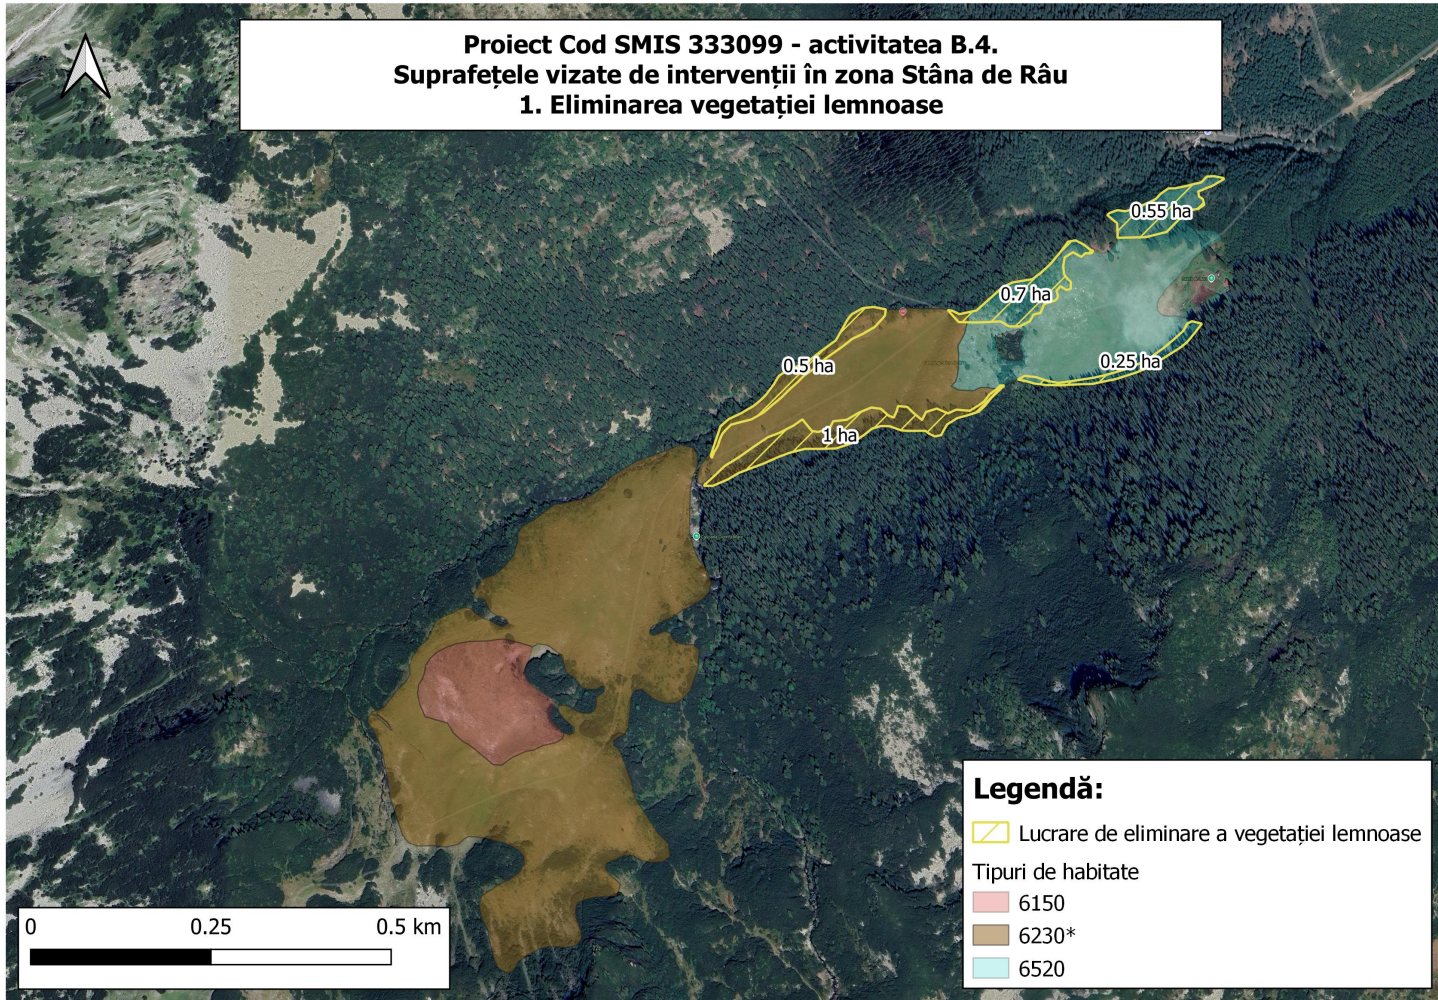 Proiect Cod SMIS 333099 - activitatea B.4.
Suprafețele vizate de intervenții în zona Stâna de Râu
1. Eliminarea vegetației lemnoase
0.55 ha
0.7 ha
0.5 ha
0.25 ha
1 ha
Legendă:
Lucrare de eliminare a vegetației lemnoase
Tipuri de habitate
6150
6230*
6520
0 0.25 0.5 km